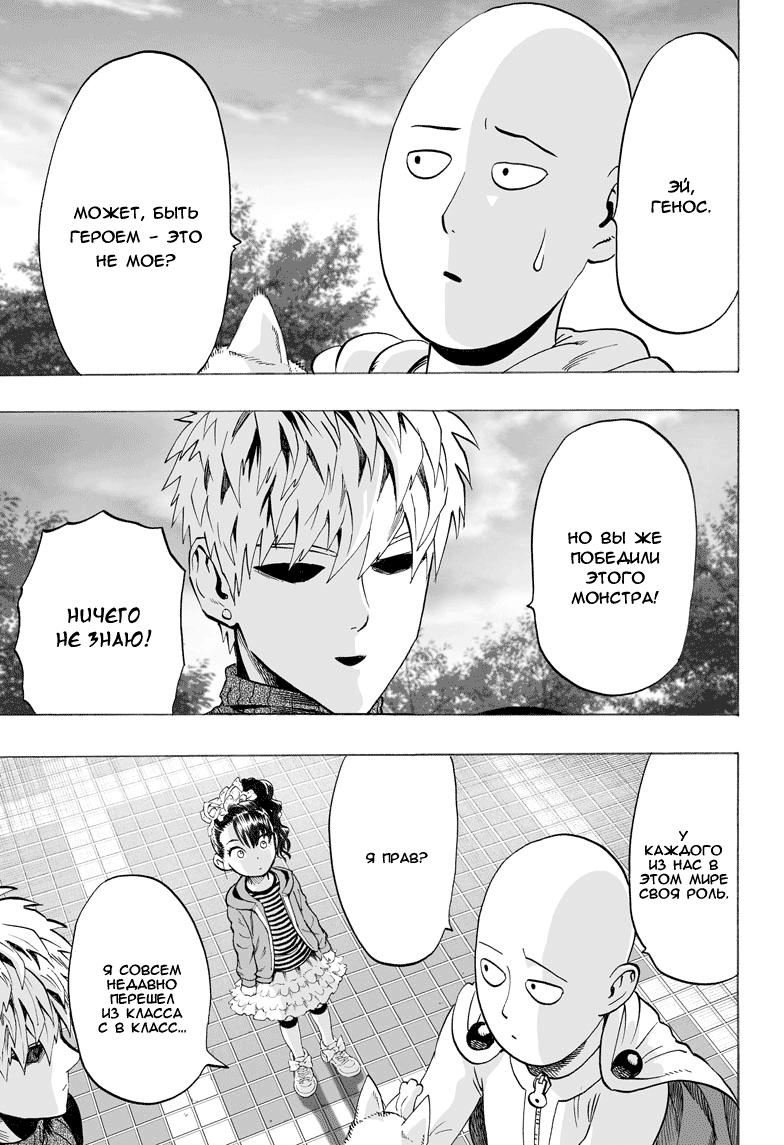 ЭЙ,
ГЕНОС.
МОЖЕТ, БЫТЬ
ГЕРОЕМ - ЭТО
НЕ МОЕ?
НО ВЫ ЖЕ
ПОБЕДИЛИ
ЭТОГО
МОНСТРА!
НИЧЕГО
НЕ ЗНАЮ!
У
КАЖДОГО
ИЗ НАС В
ЭТОМ МИРЕ
СВОЯ РОЛЬ.
Я ПРАВ?
Я СОВСЕМ
НЕДАВНО
ПЕРЕШЕЛ
ИЗ КЛАССА
С В КЛАСС...